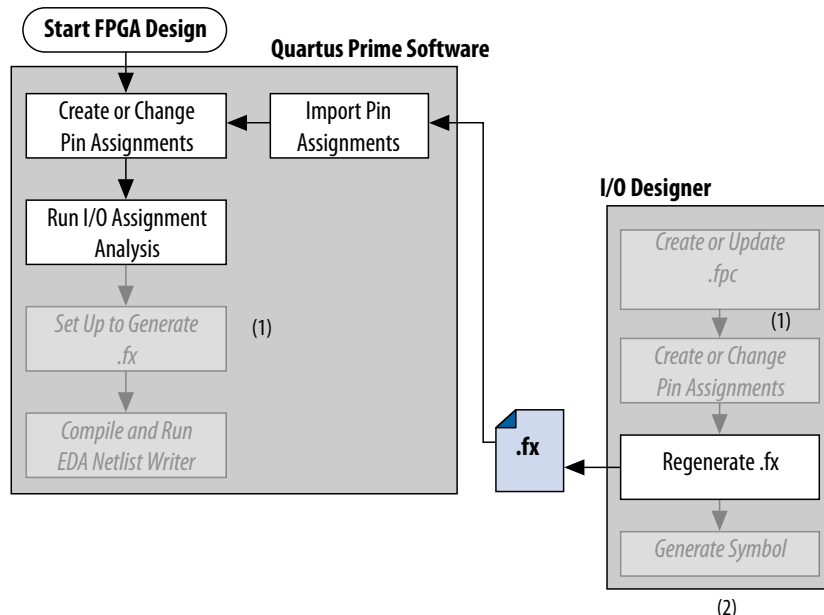 Start FPGA Design
Quartus Prime Software
Create or Change
Pin Assignments
Import Pin
Assignments
Run I/O Assignment
Analysis
Set Up to Generate
.fx
(1)
Compile and Run
EDA Netlist Writer
.fx
I/O Designer
Create or Update
.fpc
(1)
Create or Change
Pin Assignments
Regenerate .fx
Generate Symbol
(2)